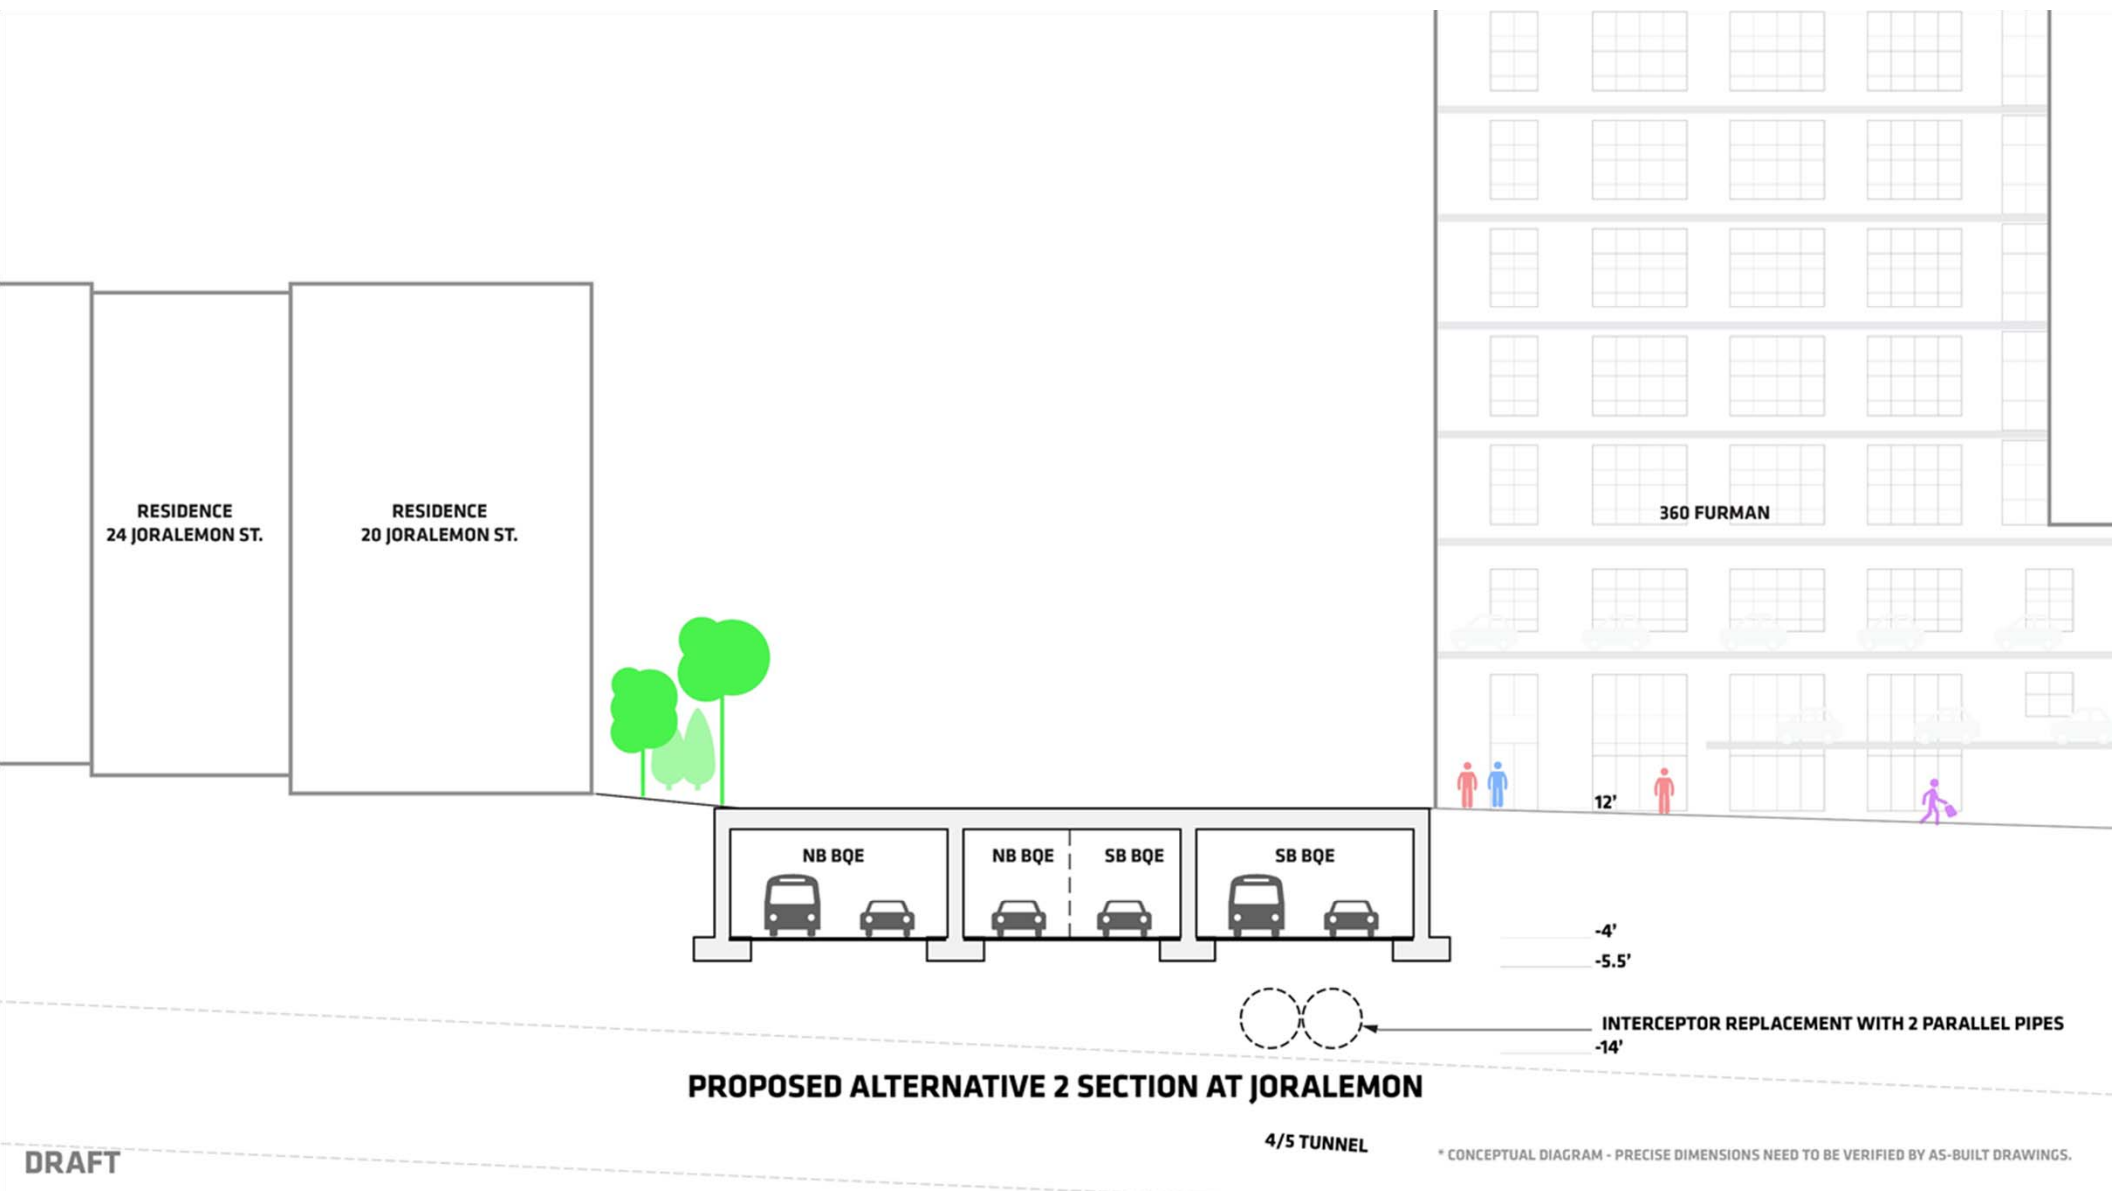 RESIDENCE
24 JORALEMON ST.
RESIDENCE
20 JORALEMON ST.
360 FURMAN
12’
NB BQE
NB BQE
SB BQE
SB BQE
-4’
-5.5’
INTERCEPTOR REPLACEMENT WITH 2 PARALLEL PIPES
-14’
PROPOSED ALTERNATIVE 2 SECTION AT JORALEMON
4/5 TUNNEL
DRAFT
* CONCEPTUAL DIAGRAM - PRECISE DIMENSIONS NEED TO BE VERIFIED BY AS-BUILT DRAWINGS.